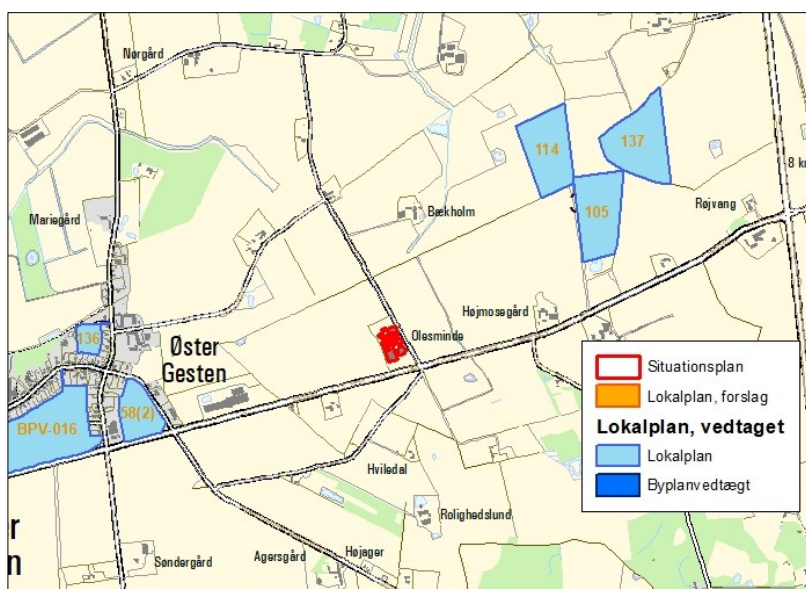 Nørgård
114
137
8 k
105
Røjvang
Bækholm
Mariegård
Højmosegård
Olesminde
136
Øster
Gesten
58(2)
BPV-016
Hviledal
Rolighedslund
Søndergård
Agersgård
Højager
r
n
Situationsplan
Lokalplan, forslag
Lokalplan, vedtaget
Lokalplan
Byplanvedtægt